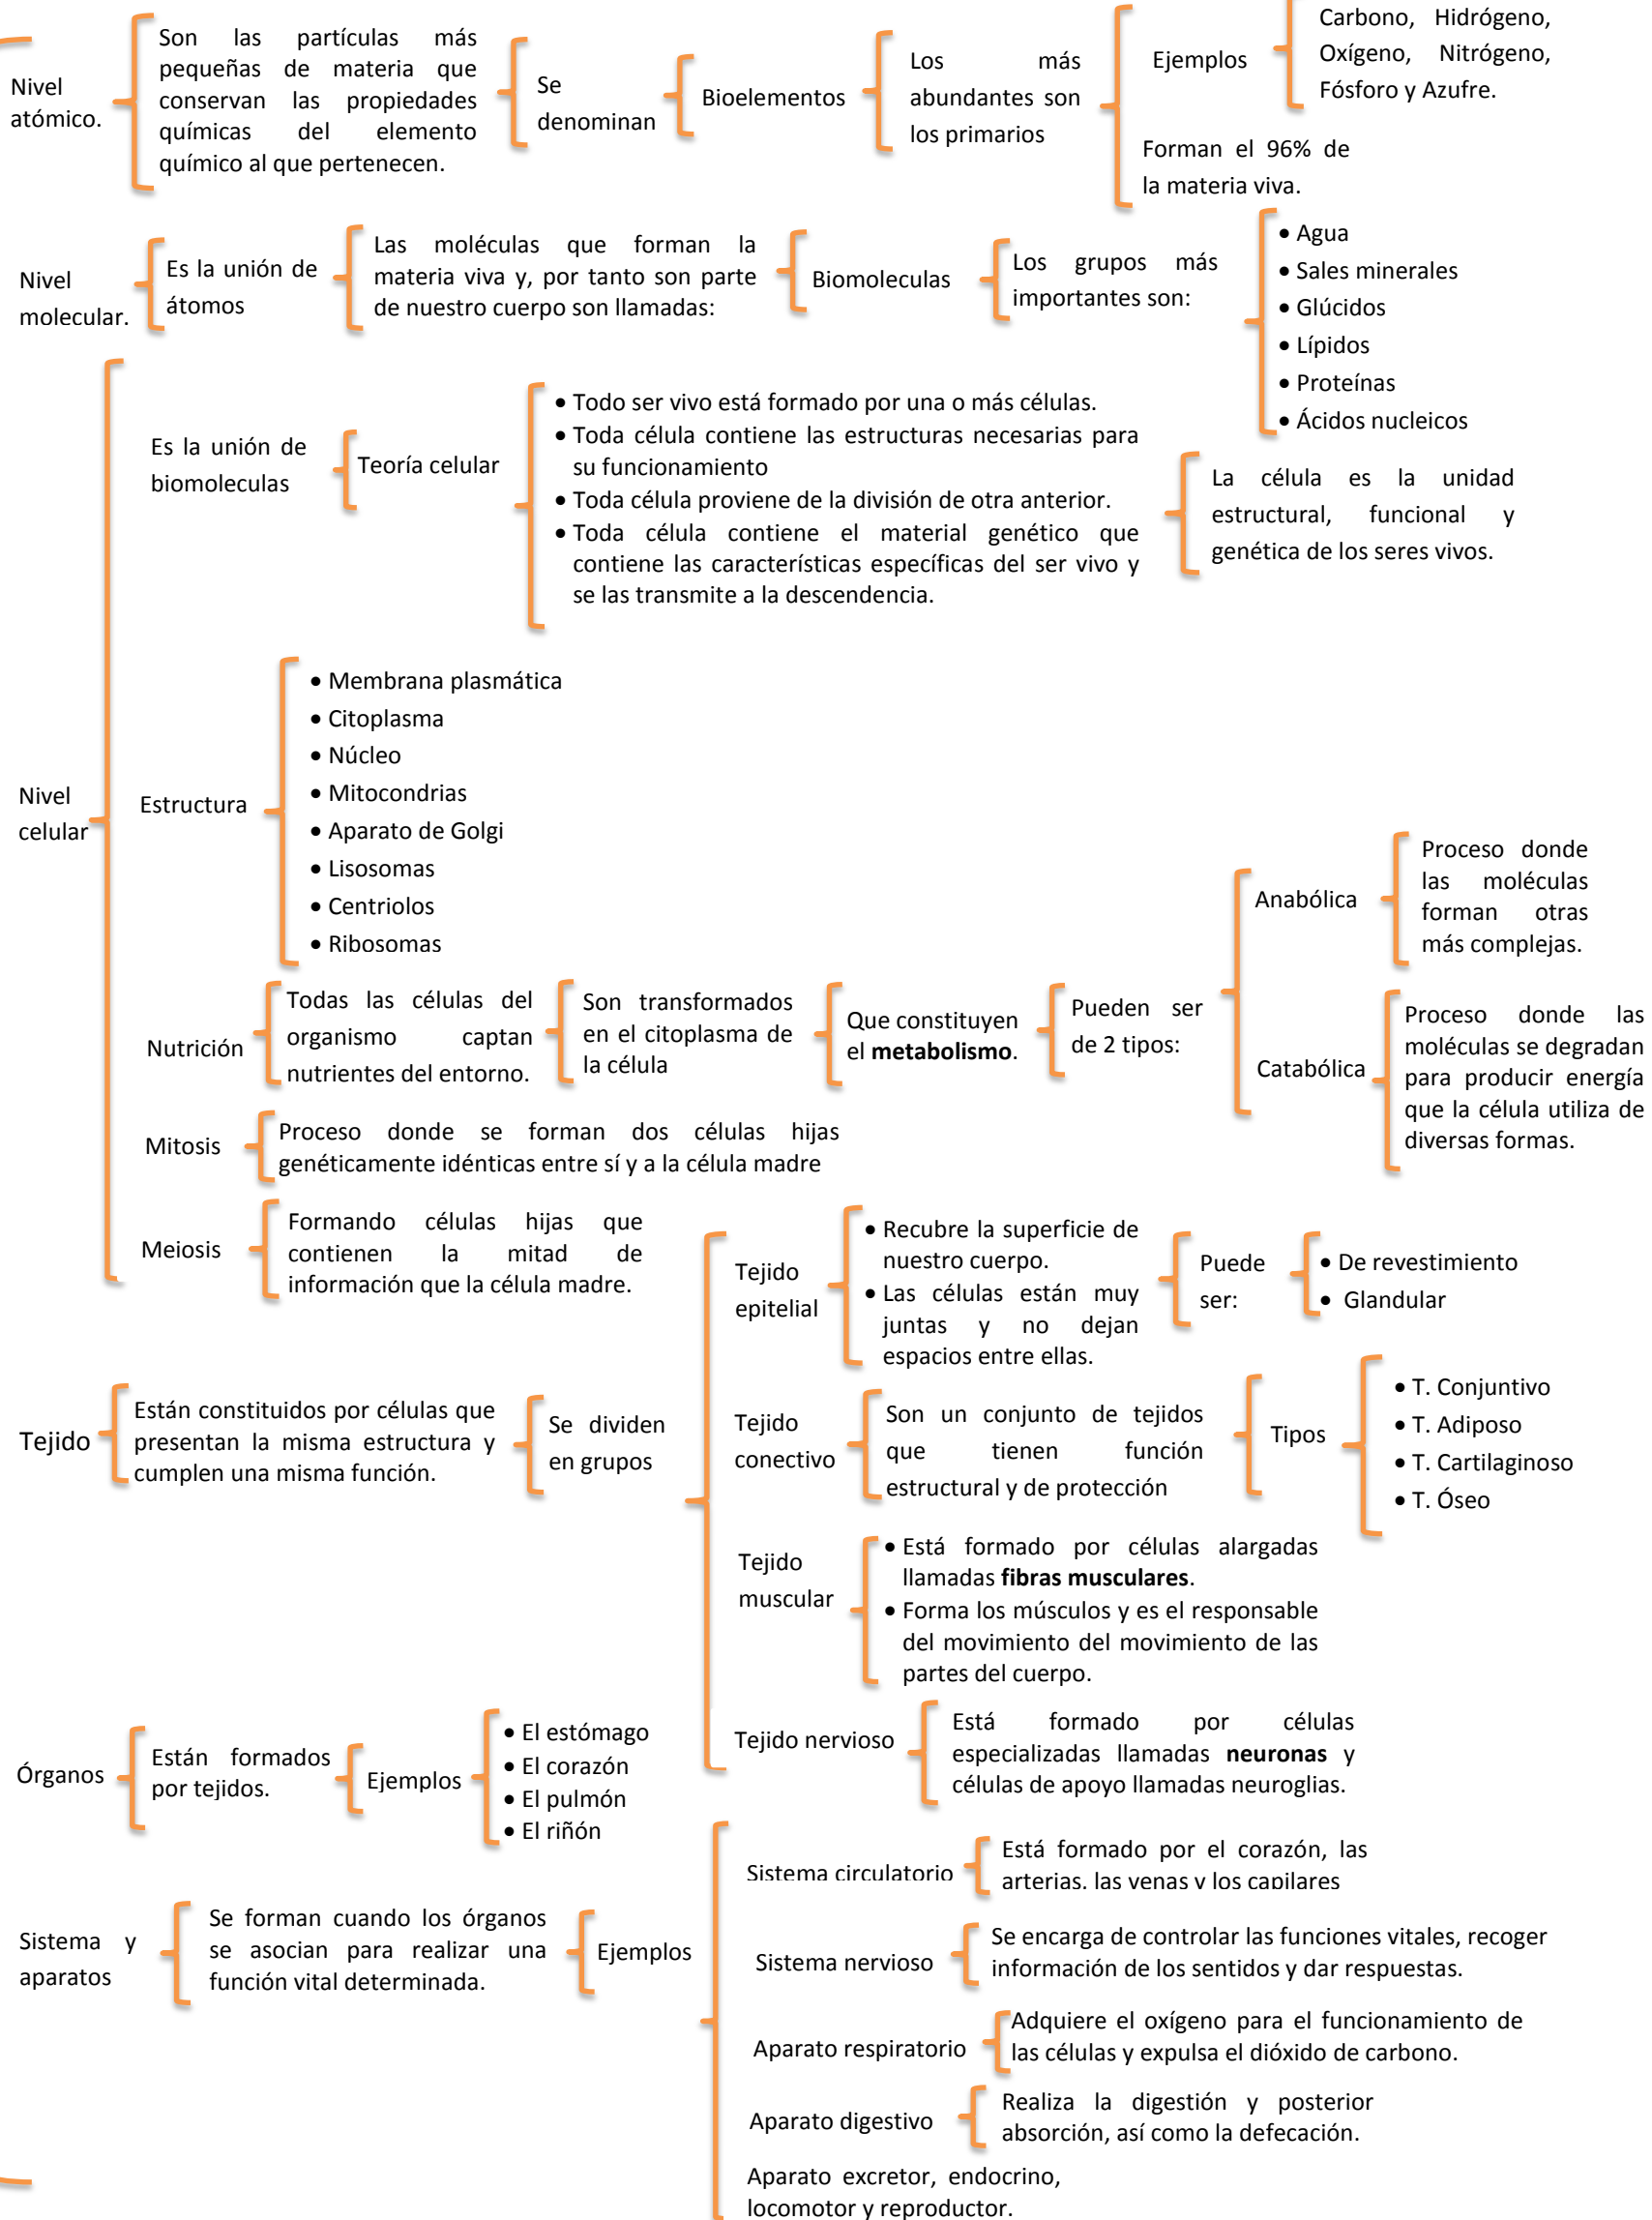 Nivel
atómico.
Son las partículas más
pequeñas de materia que
conservan las propiedades
químicas del elemento
químico al que pertenecen.
Se
denominan
Bioelementos
Los más
abundantes son
los primarios
Ejemplos
Carbono, Hidrógeno,
Oxígeno, Nitrógeno,
Fósforo y Azufre.
Forman el 96% de
la materia viva.
Nivel
molecular.
Es la unión de
átomos
Las moléculas que forman la
materia viva y, por tanto son parte
de nuestro cuerpo son llamadas:
Biomoleculas
Los grupos más
importantes son:
• Agua
• Sales minerales
• Glúcidos
• Lípidos
• Proteínas
• Ácidos nucleicos
Nivel
celular
Es la unión de
biomoleculas
Teoría celular
• Todo ser vivo está formado por una o más células.
• Toda célula contiene las estructuras necesarias para
su funcionamiento
• Toda célula proviene de la división de otra anterior.
• Toda célula contiene el material genético que
contiene las características específicas del ser vivo y
se las transmite a la descendencia.
La célula es la unidad
estructural, funcional y
genética de los seres vivos.
Estructura
• Membrana plasmática
• Citoplasma
• Núcleo
• Mitocondrias
• Aparato de Golgi
• Lisosomas
• Centriolos
• Ribosomas
Nutrición
Todas las células del
organismo captan
nutrientes del entorno.
Son transformados
en el citoplasma de
la célula
Que constituyen
el metabolismo.
Pueden ser
de 2 tipos:
Anabólica
Proceso donde
las moléculas
forman otras
más complejas.
Catabólica
Proceso donde las
moléculas se degradan
para producir energía
que la célula utiliza de
diversas formas.
Mitosis
Proceso donde se forman dos células hijas
genéticamente idénticas entre sí y a la célula madre
Meiosis
Formando células hijas que
contienen la mitad de
información que la célula madre.
Tejido
Están constituidos por células que
presentan la misma estructura y
cumplen una misma función.
Se dividen
en grupos
Tejido
epitelial
• Recubre la superficie de
nuestro cuerpo.
• Las células están muy
juntas y no dejan
espacios entre ellas.
Puede
ser:
• De revestimiento
• Glandular
Tejido
conectivo
Son un conjunto de tejidos
que tienen función
estructural y de protección
Tipos
• T. Conjuntivo
• T. Adiposo
• T. Cartilaginoso
• T. Óseo
Tejido
muscular
• Está formado por células alargadas
llamadas fibras musculares.
• Forma los músculos y es el responsable
del movimiento del movimiento de las
partes del cuerpo.
Tejido nervioso
Está formado por células
especializadas llamadas neuronas y
células de apoyo llamadas neuroglias.
Órganos
Están formados
por tejidos.
Ejemplos
• El estómago
• El corazón
• El pulmón
• El riñón
Sistema y
aparatos
Se forman cuando los órganos
se asocian para realizar una
función vital determinada.
Ejemplos
Sistema circulatorio
Está formado por el corazón, las
arterias, las venas y los capilares
Sistema nervioso
Se encarga de controlar las funciones vitales, recoger
información de los sentidos y dar respuestas.
Aparato respiratorio
Adquiere el oxígeno para el funcionamiento de
las células y expulsa el dióxido de carbono.
Aparato digestivo
Realiza la digestión y posterior
absorción, así como la defecación.
Aparato excretor, endocrino,
locomotor y reproductor.